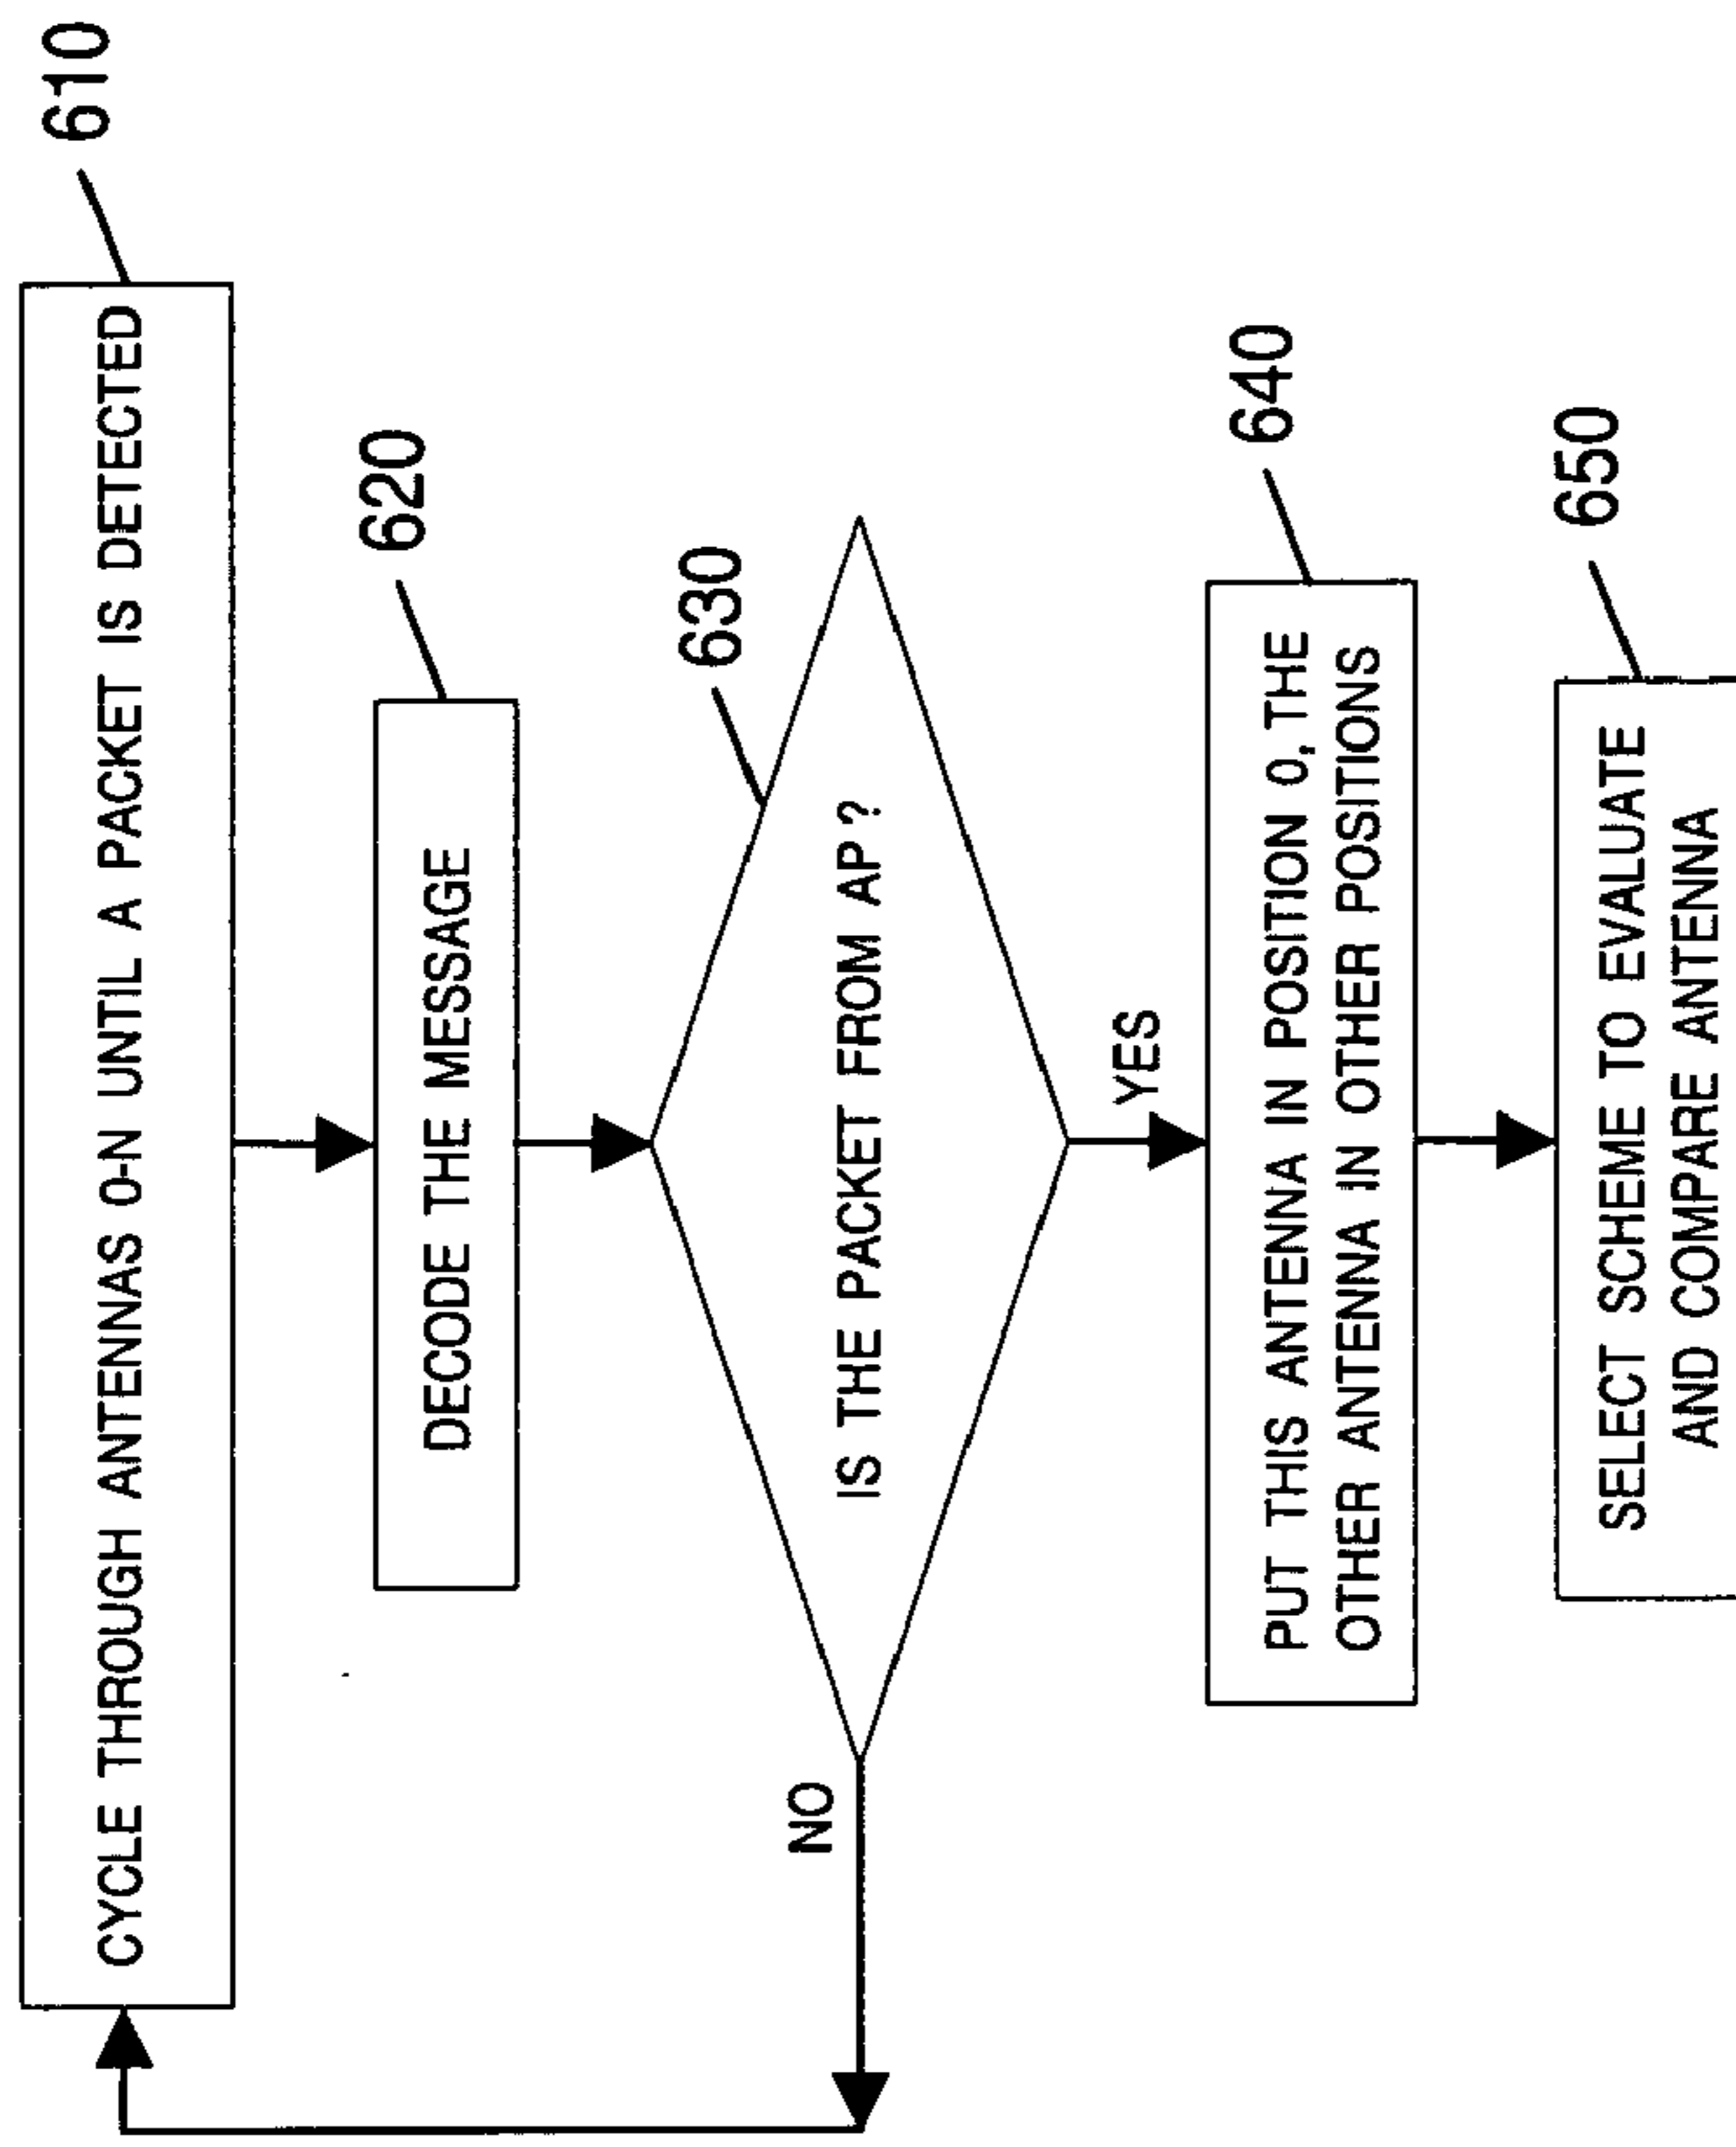 610
CYCLE THROUGH ANTENNAS 0-N UNTIL A PACKET IS DETECTED
620
DECODE THE MESSAGE
630
IS THE PACKET FROM AP?
NO
YES
640
PUT THIS ANTENNA IN POSITION 0, THE
OTHER ANTENNA IN OTHER POSITIONS
650
SELECT SCHEME TO EVALUATE
AND COMPARE ANTENNA